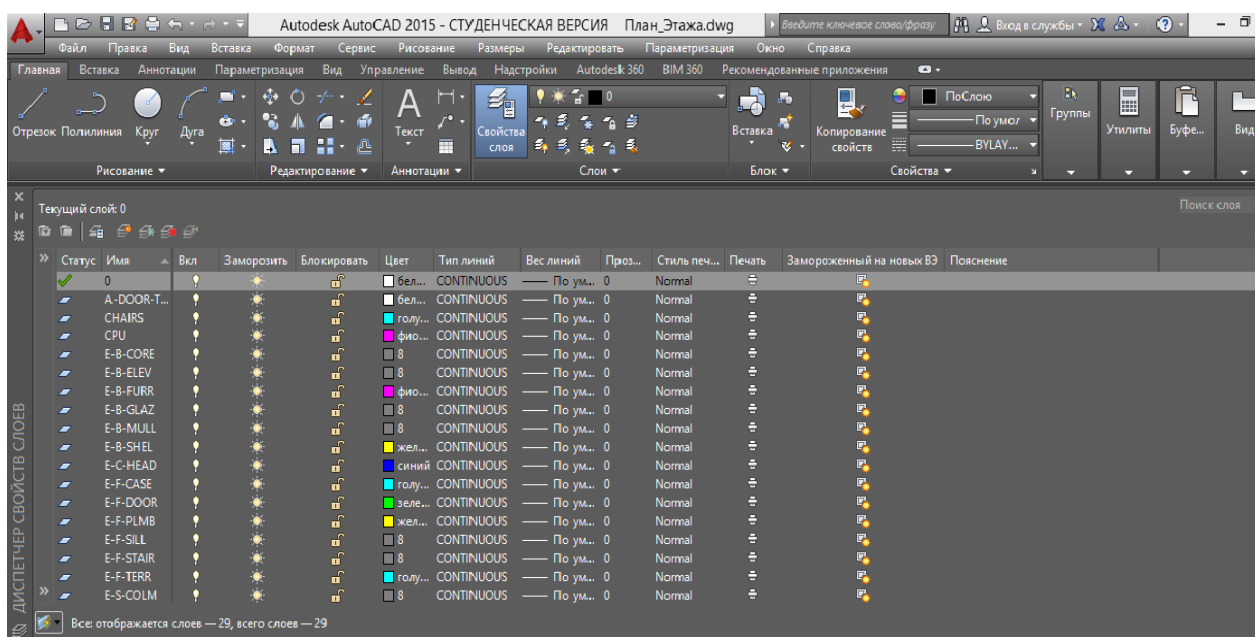 Autodesk AutoCAD 2015 - СТУДЕНЧЕСКАЯ ВЕРСИЯ План_Этажа.dwg Введите ключевое слово/фразу Вход в службы
Файл Правка Вид Вставка Формат Сервис Рисование Размеры Редактировать Параметризация Окно Справка
Главная Вставка Аннотации Параметризация Вид Управление Вывод Надстройки Autodesk 360 BIM 360 Рекомендованные приложения
0 ПоСлою
Отрезок Полилиния Круг Дуга Текст Свойства слоя Вставка Копирование свойств По умол BYLAY... Группы Утилиты Буфе... Вид
Рисование Редактирование Аннотации Слои Блок Свойства
Текущий слой: 0 Поиск слоя
Статус Имя Вкл Заморозить Блокировать Цвет Тип линий Вес линий Проз... Стиль печ... Печать Замороженный на новых ВЭ Пояснение
0 бел... CONTINUOUS По ум... 0 Normal
A-DOOR-T... бел... CONTINUOUS По ум... 0 Normal
CHAIRS голу... CONTINUOUS По ум... 0 Normal
CPU фио... CONTINUOUS По ум... 0 Normal
E-B-CORE 8 CONTINUOUS По ум... 0 Normal
E-B-ELEV 8 CONTINUOUS По ум... 0 Normal
E-B-FURR фио... CONTINUOUS По ум... 0 Normal
E-B-GLAZ 8 CONTINUOUS По ум... 0 Normal
E-B-MULL 8 CONTINUOUS По ум... 0 Normal
E-B-SHEL жел... CONTINUOUS По ум... 0 Normal
E-C-HEAD синий CONTINUOUS По ум... 0 Normal
E-F-CASE голу... CONTINUOUS По ум... 0 Normal
E-F-DOOR зеле... CONTINUOUS По ум... 0 Normal
E-F-PLMB жел... CONTINUOUS По ум... 0 Normal
E-F-SILL 8 CONTINUOUS По ум... 0 Normal
E-F-STAIR 8 CONTINUOUS По ум... 0 Normal
E-F-TERR голу... CONTINUOUS По ум... 0 Normal
E-S-COLM 8 CONTINUOUS По ум... 0 Normal
ДИСПЕТЧЕР СВОЙСТВ СЛОЕВ
Все: отображается слоев — 29, всего слоев — 29